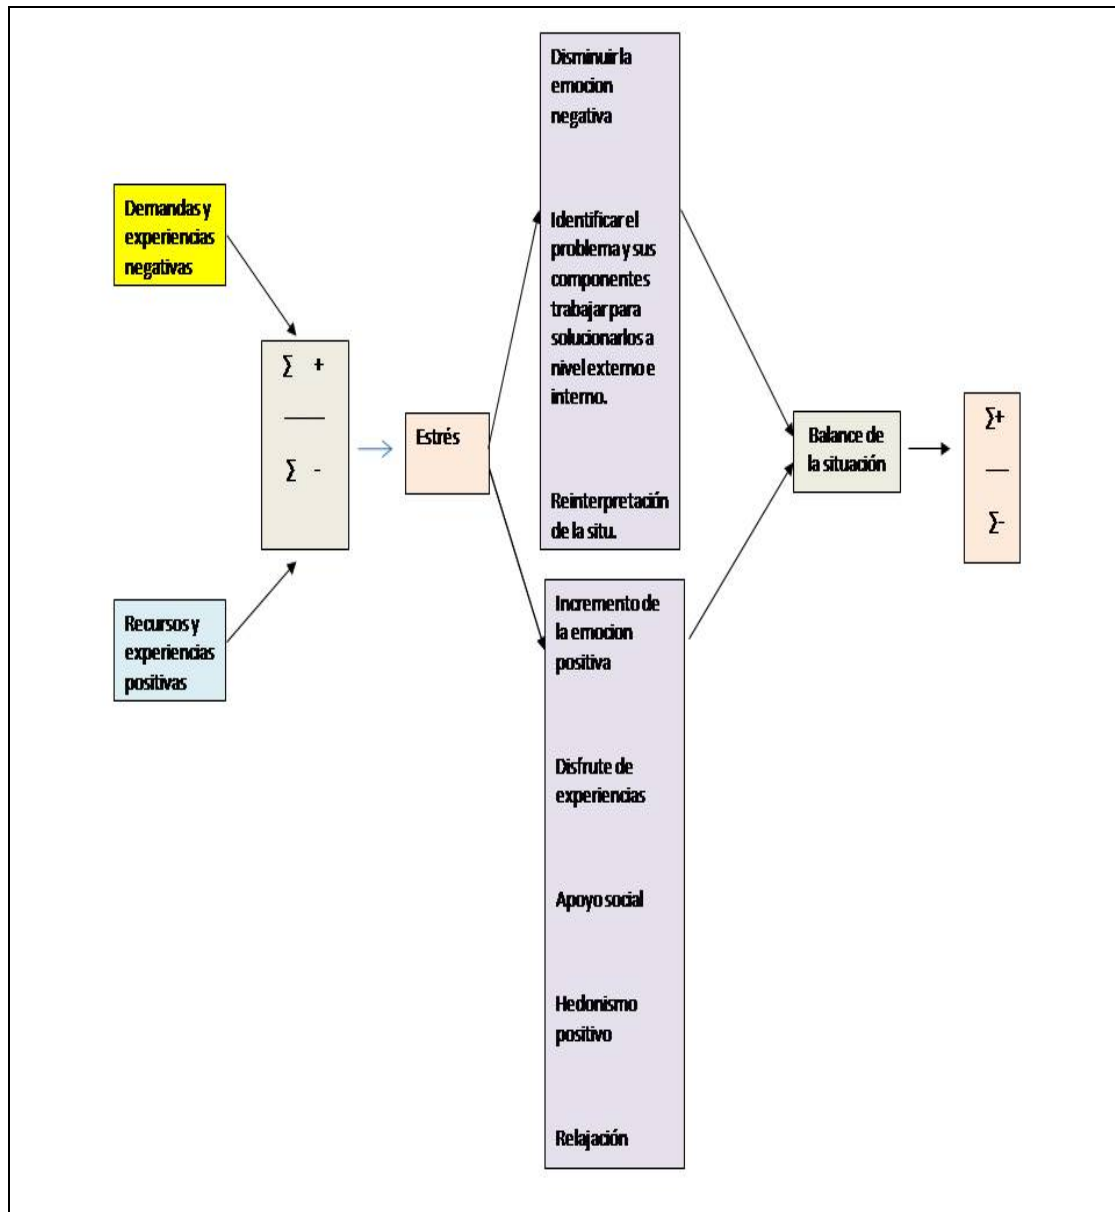 Demandas y
experiencias
negativas
Recursos y
experiencias
positivas
∑ +
∑ -
Estrés
Disminuir la
emocion
negativa
Identificar el
problema y sus
componentes
trabajar para
solucionarlos a
nivel externo e
interno.
Reinterpretación
de la situ.
Incremento de
la emocion
positiva
Disfrute de
experiencias
Apoyo social
Hedonismo
positivo
Relajación
Balance de
la situación
∑+
∑-